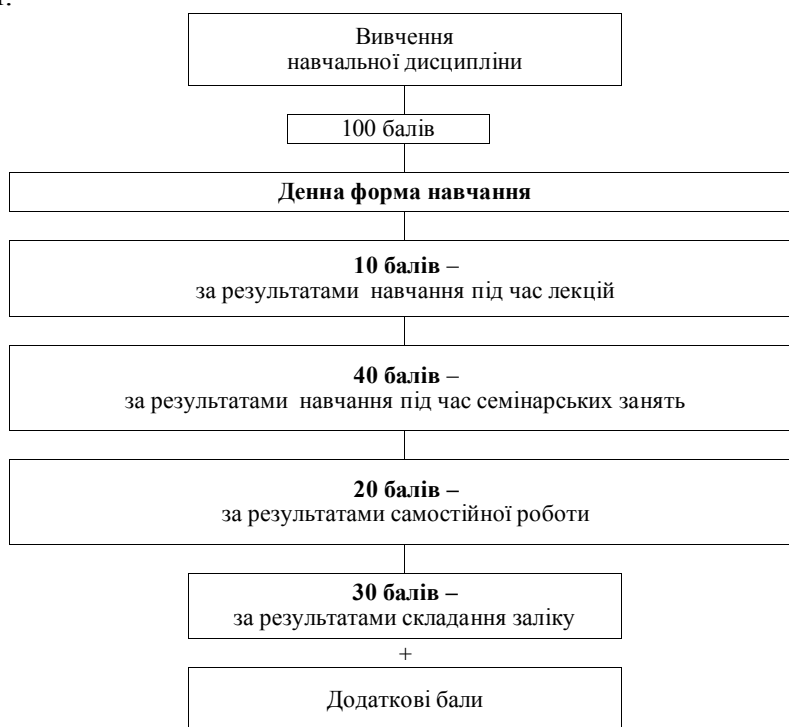 Вивчення
навчальної дисципліни
100 балів
Денна форма навчання
10 балів –
за результатами навчання під час лекцій
40 балів –
за результатами навчання під час семінарських занять
20 балів –
за результатами самостійної роботи
30 балів –
за результатами складання заліку
+
Додаткові бали